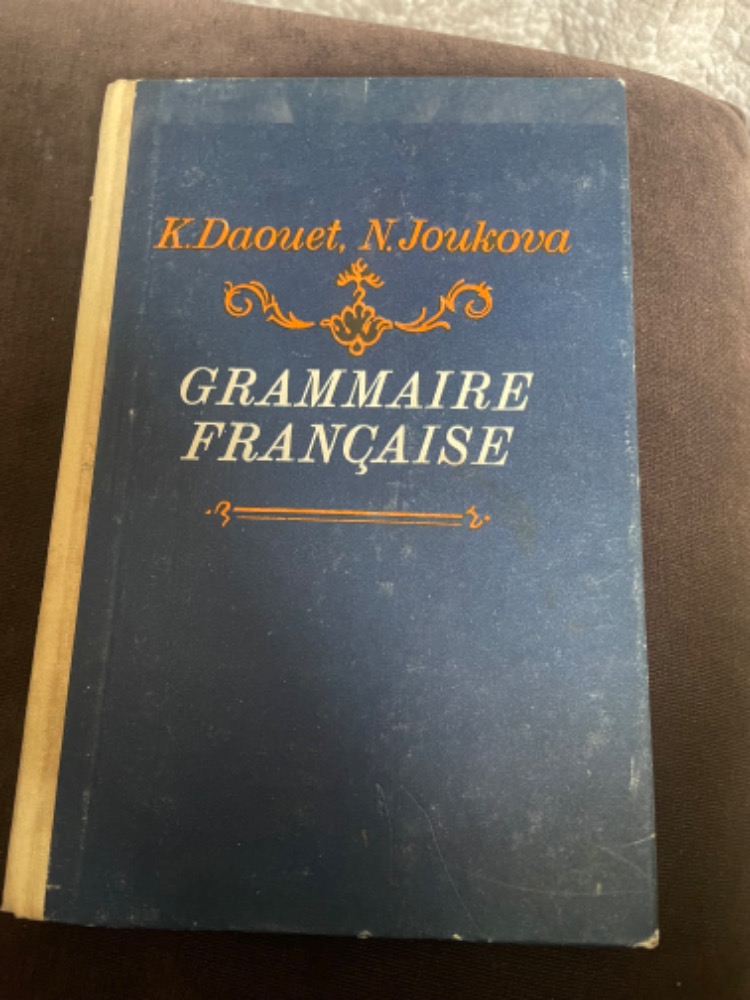 K.Daouet, N.Joukova
GRAMMAIRE
FRANÇAISE